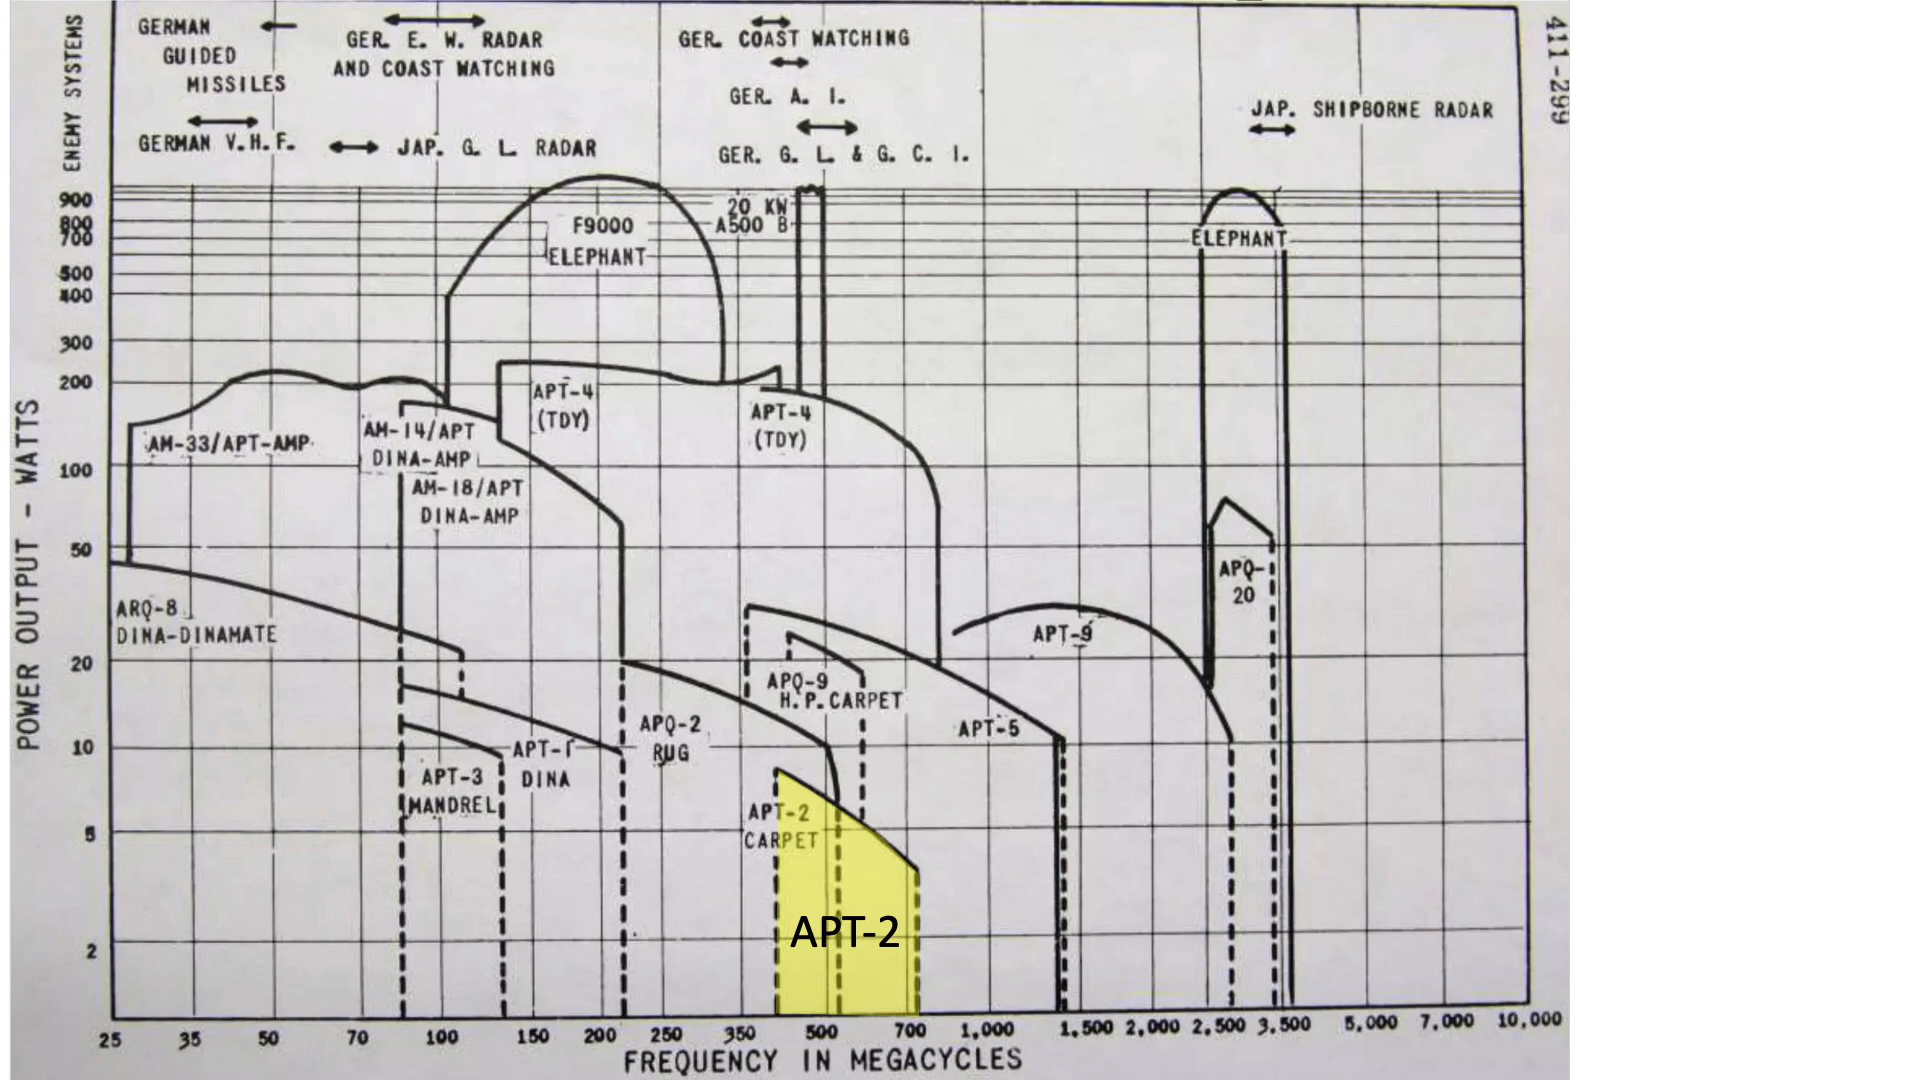 ENEMY SYSTEMS
GERMAN
GUIDED
MISSILES
GERMAN V.H.F.
GER. E. W. RADAR
AND COAST WATCHING
JAP. G. L. RADAR
GER. COAST WATCHING
GER. A. I.
GER. G. L. & G. C. I.
JAP. SHIPBORNE RADAR
411-299
POWER OUTPUT - WATTS
900
800
700
500
400
300
200
100
50
20
10
5
2
F9000
ELEPHANT
20 KW
A500 B
ELEPHANT
AM-33/APT-AMP
AM-14/APT
DINA-AMP
AM-18/APT
DINA-AMP
APT-4
(TDY)
APT-4
(TDY)
ARQ-8
DINA-DINAMATE
APT-9
APQ-
20
APQ-9
H.P. CARPET
APT-5
APQ-2
RUG
APT-1
DINA
APT-3
MANDREL
APT-2
CARPET
APT-2
25 35 50 70 100 150 200 250 350 500 700 1,000 1,500 2,000 2,500 3,500 5,000 7,000 10,000
FREQUENCY IN MEGACYCLES